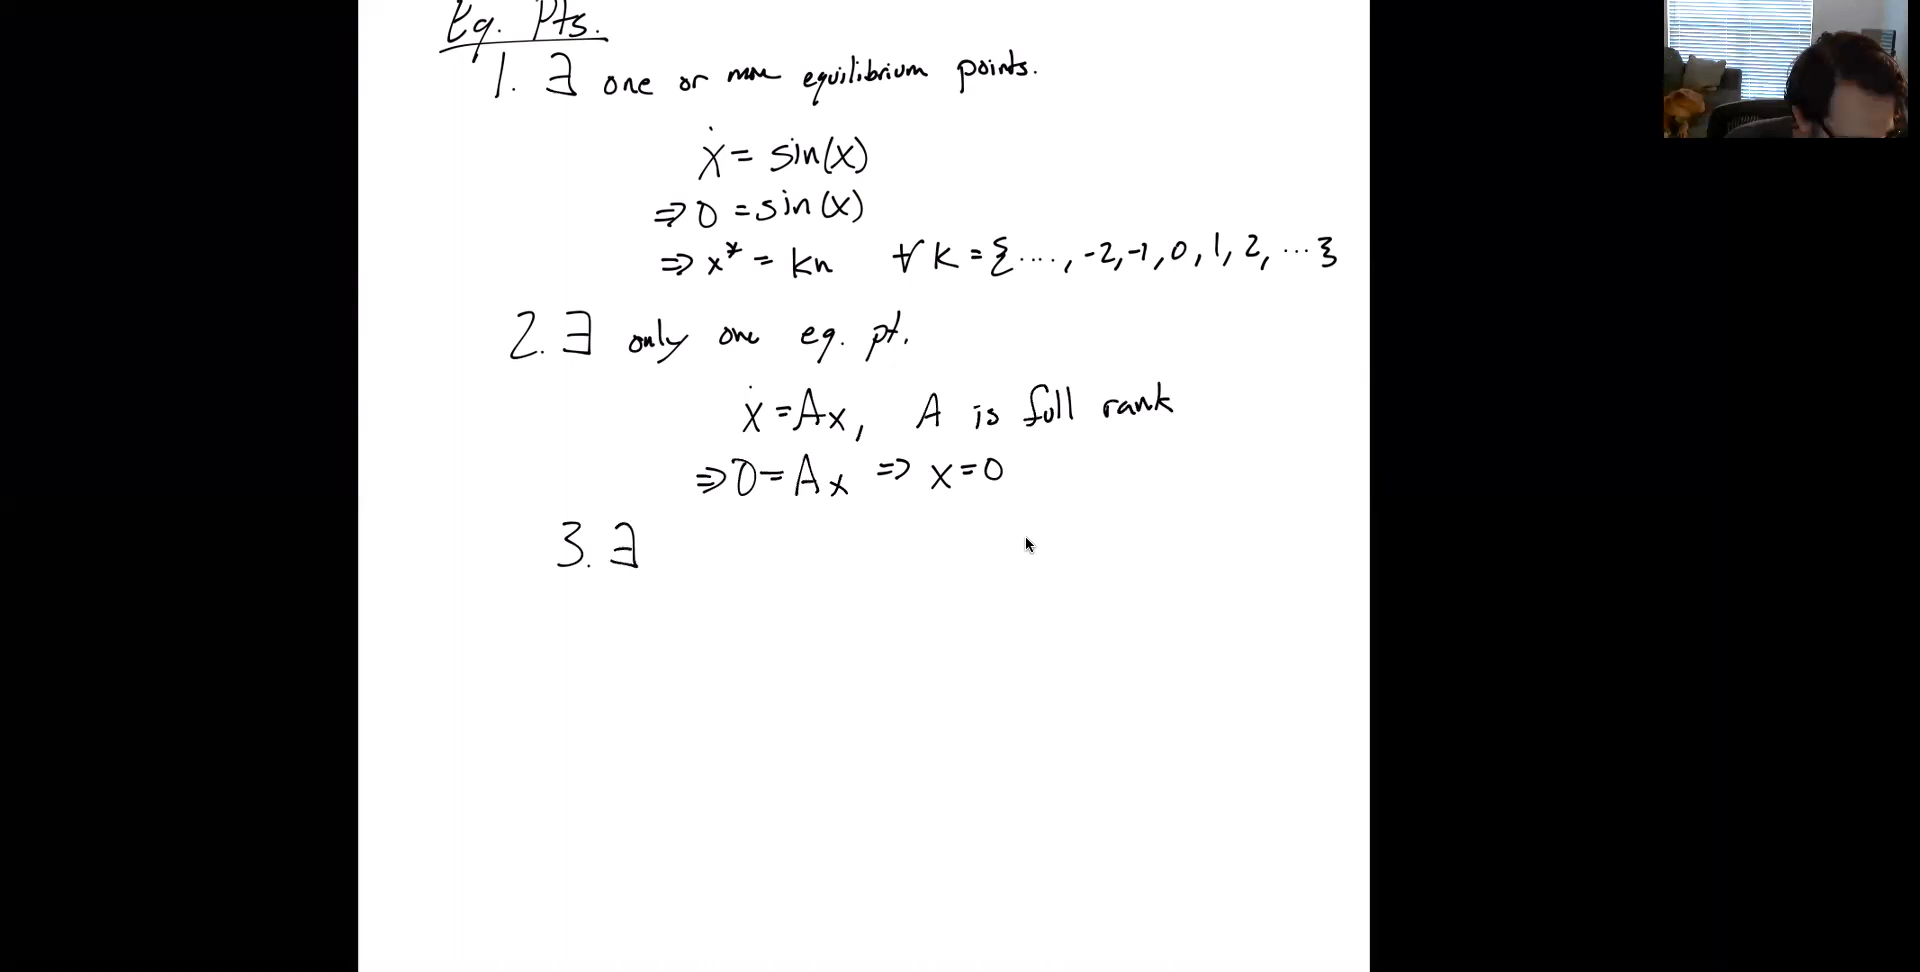 Eq. Pts.
1. ∃ one or more equilibrium points.
ẋ = sin(x)
⇒ 0 = sin(x)
⇒ x* = kπ ∀ k = {..., -2, -1, 0, 1, 2, ...}
2. ∃ only one eq. pt.
ẋ = Ax, A is full rank
⇒ 0 = Ax ⇒ x = 0
3. ∃